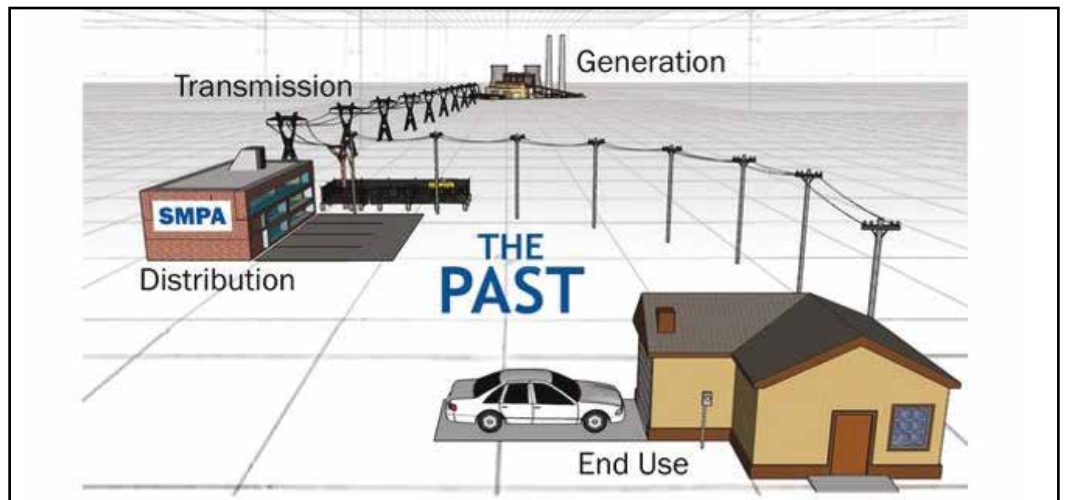 Generation
Transmission
SMPA
Distribution
THE
PAST
End Use